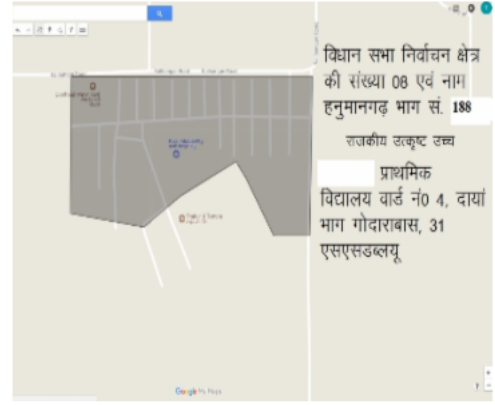 विधान सभा निर्वाचन क्षेत्र
की संख्या 08 एवं नाम
हनुमानगढ़ भाग सं. 188
राजकीय उत्कृष्ट उच्च
प्राथमिक
विद्यालय वार्ड नं0 4, दायां
भाग गोदाराबास, 31
एसएसडब्लयू
Google My Maps